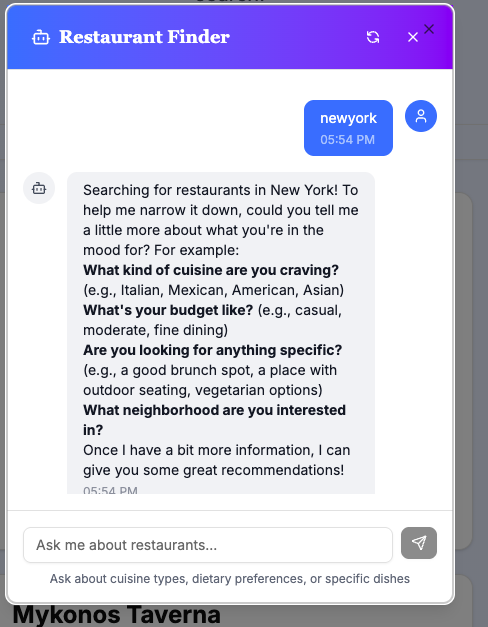 Restaurant Finder
newyork
05:54 PM
Searching for restaurants in New York! To
help me narrow it down, could you tell me
a little more about what you're in the
mood for? For example:
What kind of cuisine are you craving?
(e.g., Italian, Mexican, American, Asian)
What's your budget like? (e.g., casual,
moderate, fine dining)
Are you looking for anything specific?
(e.g., a good brunch spot, a place with
outdoor seating, vegetarian options)
What neighborhood are you interested
in?
Once I have a bit more information, I can
give you some great recommendations!
05:54 PM
Ask me about restaurants...
Ask about cuisine types, dietary preferences, or specific dishes
Mykonos Taverna